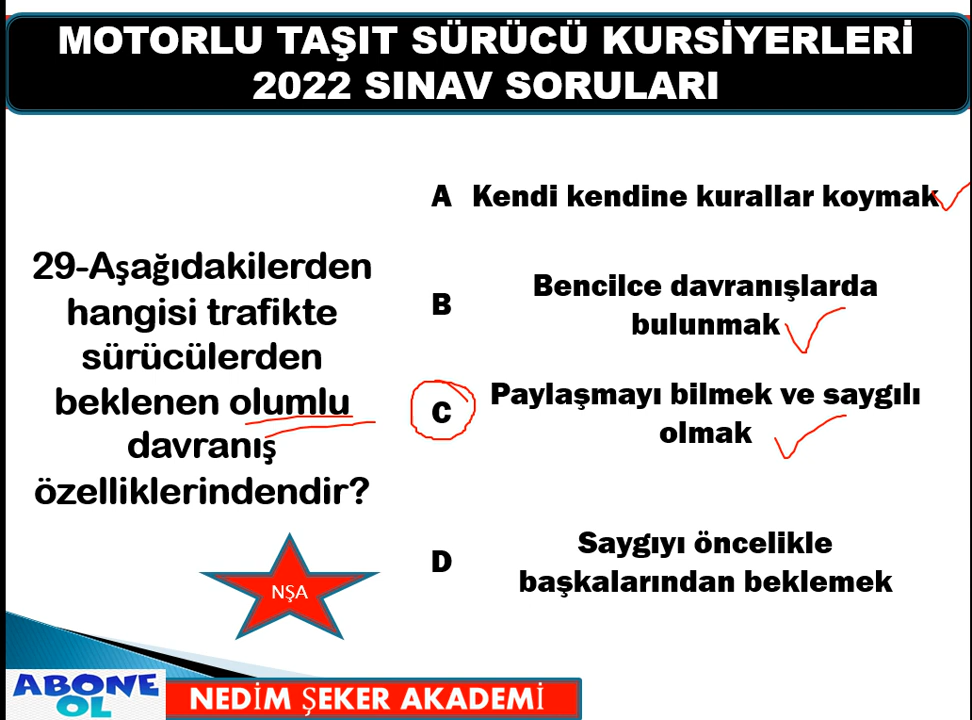 MOTORLU TAŞIT SÜRÜCÜ KURSİYERLERİ
2022 SINAV SORULARI
29-Aşağıdakilerden
hangisi trafikte
sürücülerden
beklenen olumlu
davranış
özelliklerindendir?
A Kendi kendine kurallar koymak
B Bencilce davranışlarda
bulunmak
C Paylaşmayı bilmek ve saygılı
olmak
D Saygıyı öncelikle
başkalarından beklemek
NŞA
ABONE
OL
NEDİM ŞEKER AKADEMİ